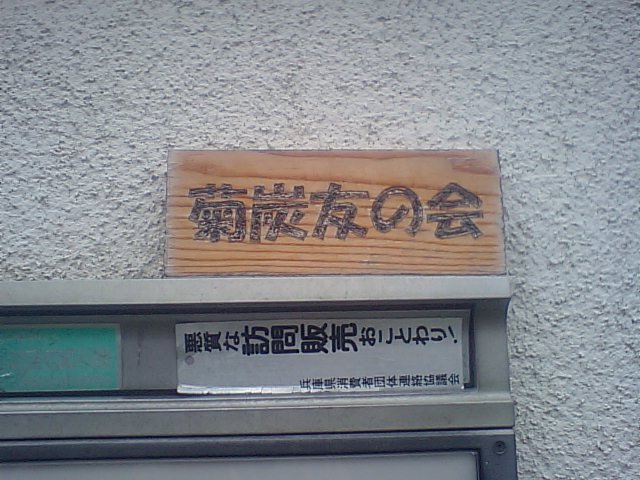 菊炭友の会
悪質な訪問販売おことわり!
兵庫県消費者団体連絡協議会